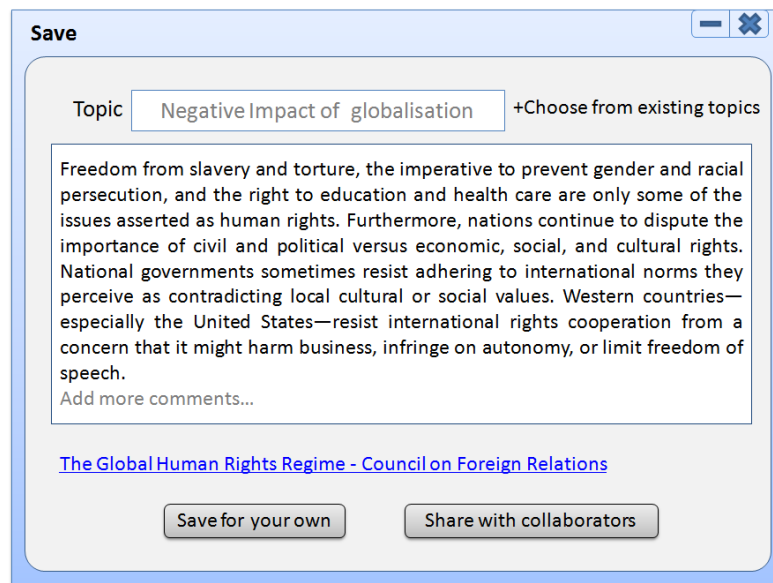 Save
Topic Negative Impact of globalisation +Choose from existing topics
Freedom from slavery and torture, the imperative to prevent gender and racial
persecution, and the right to education and health care are only some of the
issues asserted as human rights. Furthermore, nations continue to dispute the
importance of civil and political versus economic, social, and cultural rights.
National governments sometimes resist adhering to international norms they
perceive as contradicting local cultural or social values. Western countries—
especially the United States—resist international rights cooperation from a
concern that it might harm business, infringe on autonomy, or limit freedom of
speech.
Add more comments…
The Global Human Rights Regime - Council on Foreign Relations
Save for your own Share with collaborators